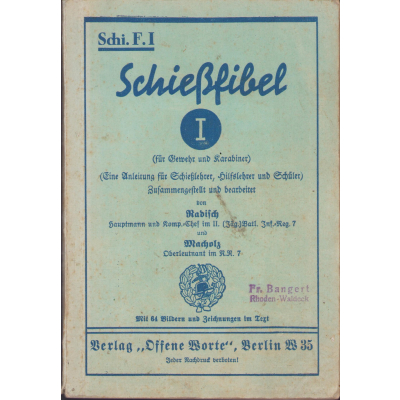 Schi. F. I
Schießfibel
I
(für Gewehr und Karabiner)
(Eine Anleitung für Schießlehrer, Hilfslehrer und Schüler)
Zusammengestellt und bearbeitet
von
Radisch
Hauptmann und Komp.-Chef im II. (Jäg.)Batl. Inf.-Reg. 7
und
Macholz
Oberleutnant im R.R. 7
Fr. Bangert
Rhoden-Waldeck
Mit 64 Bildern und Zeichnungen im Text
Verlag „Offene Worte“, Berlin W 35
Jeder Nachdruck verboten!